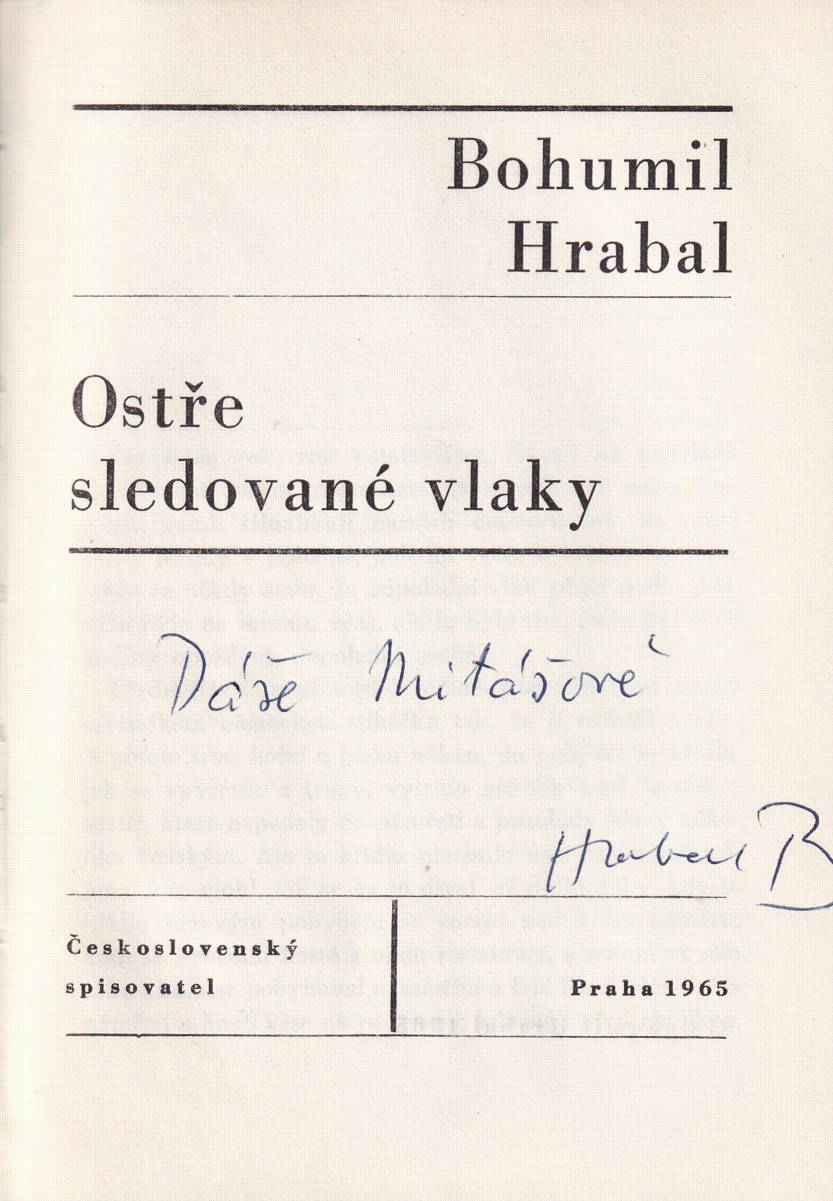 Bohumil
Hrabal
Ostře
sledované vlaky
Dáše Mitášové
Hrabal B
Československý
spisovatel
Praha 1965